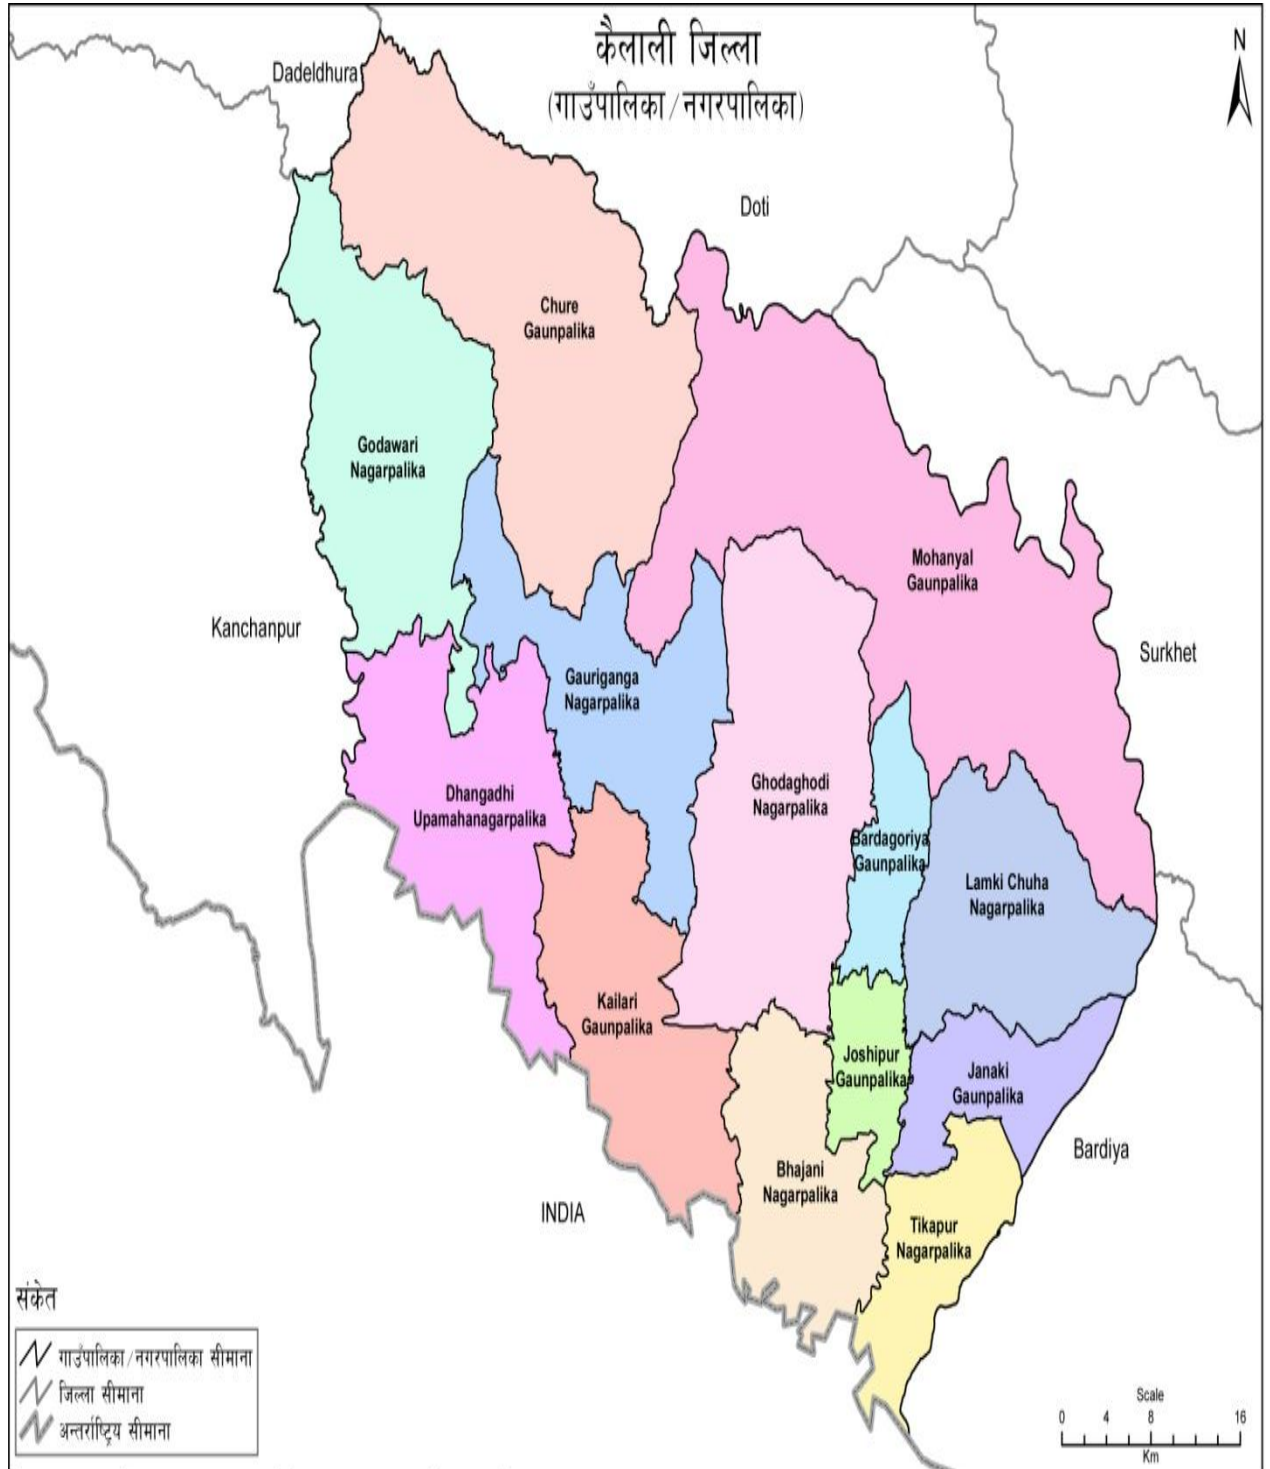 कैलाली जिल्ला
(गाउँपालिका/नगरपालिका)
N
Dadeldhura
Doti
Chure
Gaunpalika
Godawari
Nagarpalika
Mohanyal
Gaunpalika
Kanchanpur
Surkhet
Gauriganga
Nagarpalika
Ghodaghodi
Nagarpalika
Dhangadhi
Upamahanagarpalika
Bardagoriya
Gaunpalika
Lamki Chuha
Nagarpalika
Kailari
Gaunpalika
Joshipur
Gaunpalika
Janaki
Gaunpalika
Bardiya
Bhajani
Nagarpalika
INDIA
Tikapur
Nagarpalika
संकेत
गाउँपालिका/नगरपालिका सीमाना
जिल्ला सीमाना
अन्तर्राष्ट्रिय सीमाना
Scale
0 4 8 16
Km